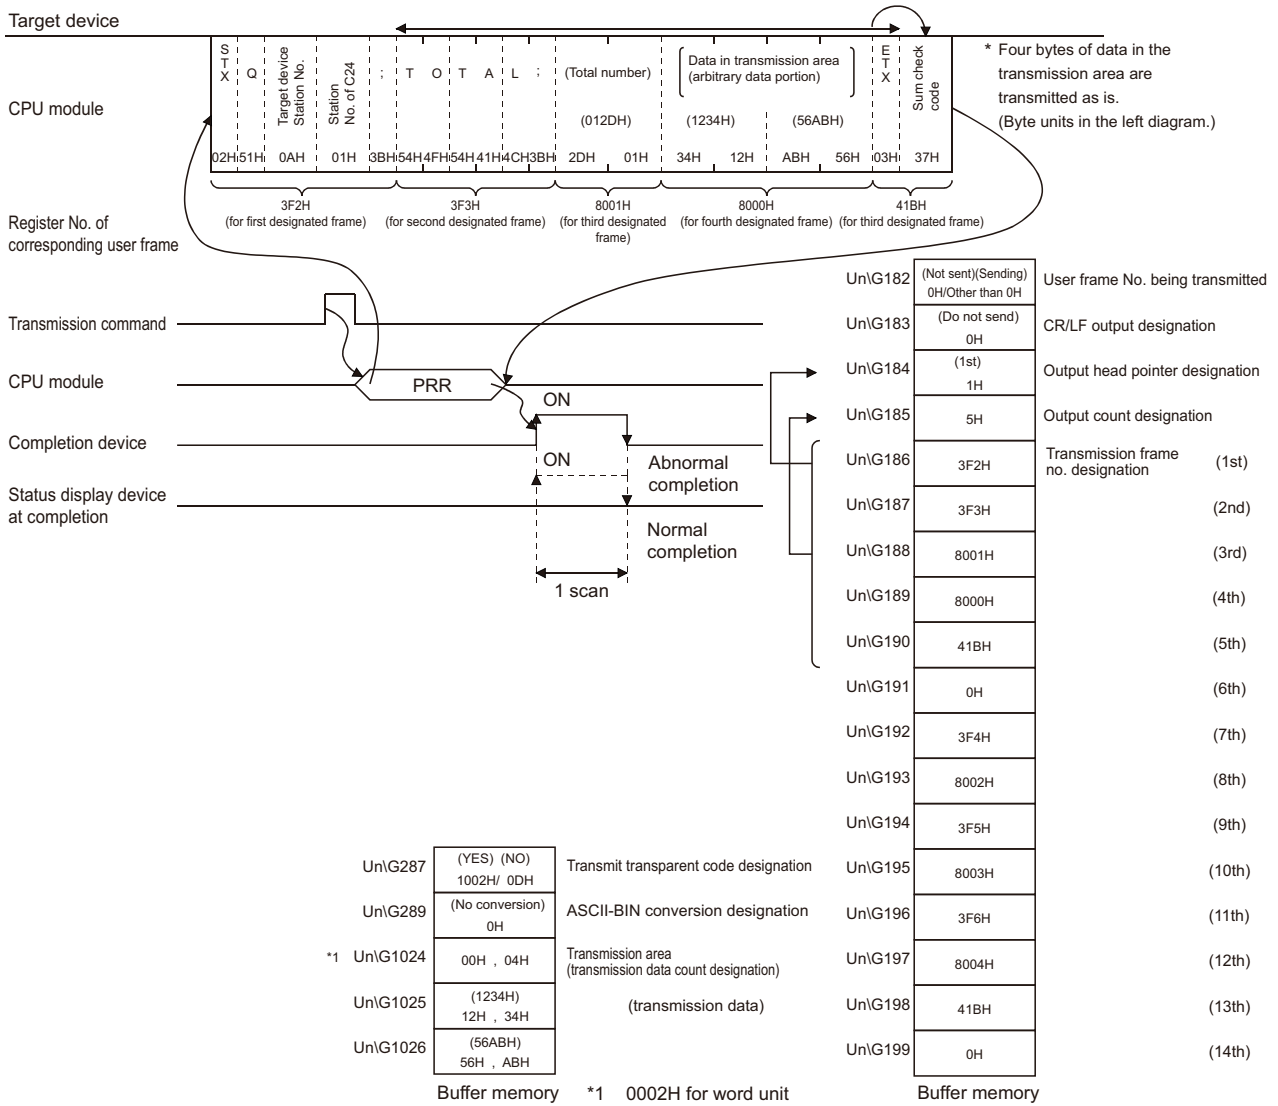 Target device
CPU module
STX
Q
Target device Station No.
Station No. of C24
;
T O T A L ;
(Total number)
(012DH)
Data in transmission area
(arbitrary data portion)
(1234H) (56ABH)
ETX
Sum check code
02H 51H 0AH 01H 3BH 54H 4FH 54H 41H 4CH 3BH 2DH 01H 34H 12H ABH 56H 03H 37H
* Four bytes of data in the
transmission area are
transmitted as is.
(Byte units in the left diagram.)
Register No. of
corresponding user frame
3F2H
(for first designated frame)
3F3H
(for second designated frame)
8001H
(for third designated
frame)
8000H
(for fourth designated frame)
41BH
(for third designated frame)
Transmission command
CPU module
PRR
Completion device
ON
Status display device
at completion
ON
Abnormal
completion
Normal
completion
1 scan
Un\G182 (Not sent)(Sending) User frame No. being transmitted
0H/Other than 0H
Un\G183 (Do not send) CR/LF output designation
0H
Un\G184 (1st) Output head pointer designation
1H
Un\G185 5H Output count designation
Un\G186 3F2H Transmission frame (1st)
no. designation
Un\G187 3F3H (2nd)
Un\G188 8001H (3rd)
Un\G189 8000H (4th)
Un\G190 41BH (5th)
Un\G191 0H (6th)
Un\G192 3F4H (7th)
Un\G193 8002H (8th)
Un\G194 3F5H (9th)
Un\G195 8003H (10th)
Un\G196 3F6H (11th)
Un\G197 8004H (12th)
Un\G198 41BH (13th)
Un\G199 0H (14th)
Buffer memory
Un\G287 (YES) (NO) Transmit transparent code designation
1002H/ 0DH
Un\G289 (No conversion) ASCII-BIN conversion designation
0H
*1 Un\G1024 00H , 04H Transmission area
(transmission data count designation)
Un\G1025 (1234H) (transmission data)
12H , 34H
Un\G1026 (56ABH)
56H , ABH
Buffer memory *1 0002H for word unit